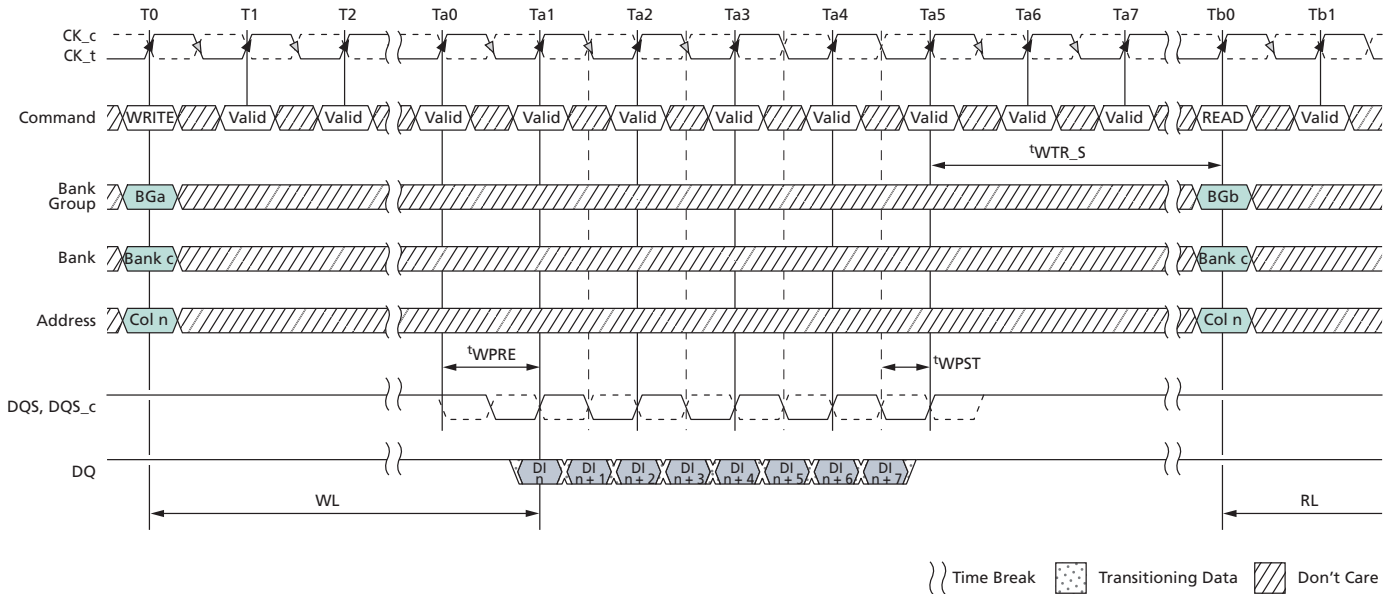 T0 T1 T2 Ta0 Ta1 Ta2 Ta3 Ta4 Ta5 Ta6 Ta7 Tb0 Tb1
CK_c
CK_t
Command WRITE Valid Valid Valid Valid Valid Valid Valid Valid Valid Valid READ Valid
tWTR_S
Bank
Group BGa BGb
Bank Bank c Bank c
Address Col n Col n
tWPRE tWPST
DQS, DQS_c
DQ DI DI DI DI DI DI DI DI
n n + 1 n + 2 n + 3 n + 4 n + 5 n + 6 n + 7
WL RL
Time Break Transitioning Data Don't Care